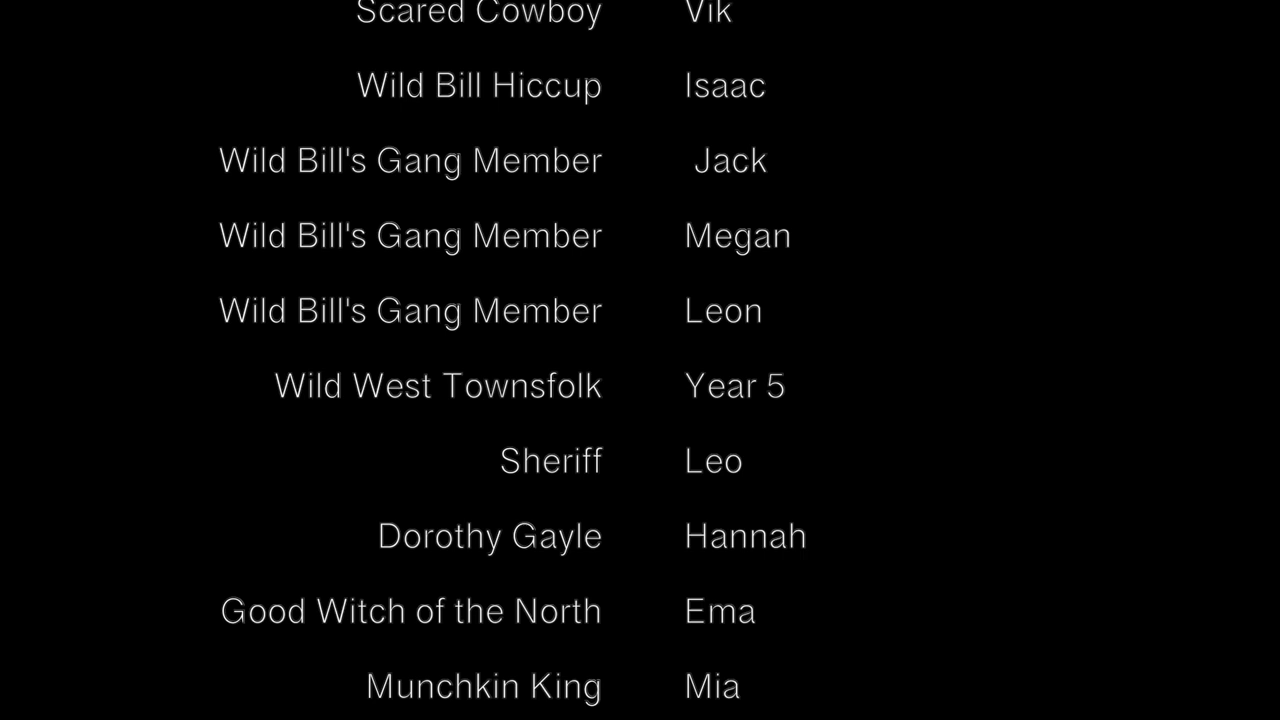 Scared Cowboy Vik
Wild Bill Hiccup Isaac
Wild Bill's Gang Member Jack
Wild Bill's Gang Member Megan
Wild Bill's Gang Member Leon
Wild West Townsfolk Year 5
Sheriff Leo
Dorothy Gayle Hannah
Good Witch of the North Ema
Munchkin King Mia